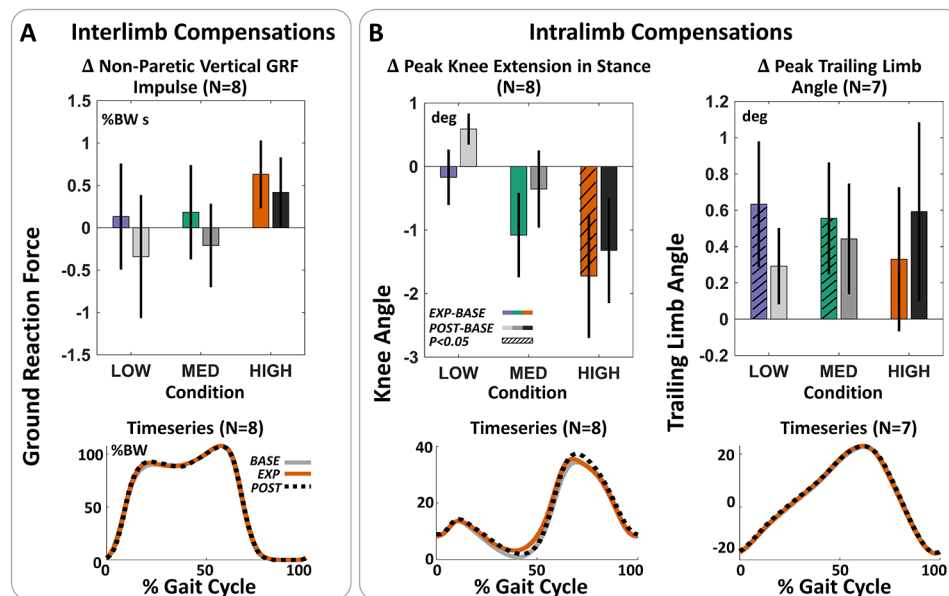 A Interlimb Compensations
Δ Non-Paretic Vertical GRF
Impulse (N=8)
%BW s
1.5
1
0.5
0
-0.5
-1
-1.5
LOW MED HIGH
Condition
Ground Reaction Force
Timeseries (N=8)
%BW
100
50
0
BASE
EXP
POST
0 50 100
% Gait Cycle
B Intralimb Compensations
Δ Peak Knee Extension in Stance
(N=8)
deg
1
0
-1
-2
-3
EXP-BASE
POST-BASE
P<0.05
LOW MED HIGH
Condition
Knee Angle
Timeseries (N=8)
40
20
0
0 50 100
% Gait Cycle
Δ Peak Trailing Limb
Angle (N=7)
deg
1.2
1
0.8
0.6
0.4
0.2
0
-0.2
LOW MED HIGH
Condition
Trailing Limb Angle
Timeseries (N=7)
20
0
-20
0 50 100
% Gait Cycle